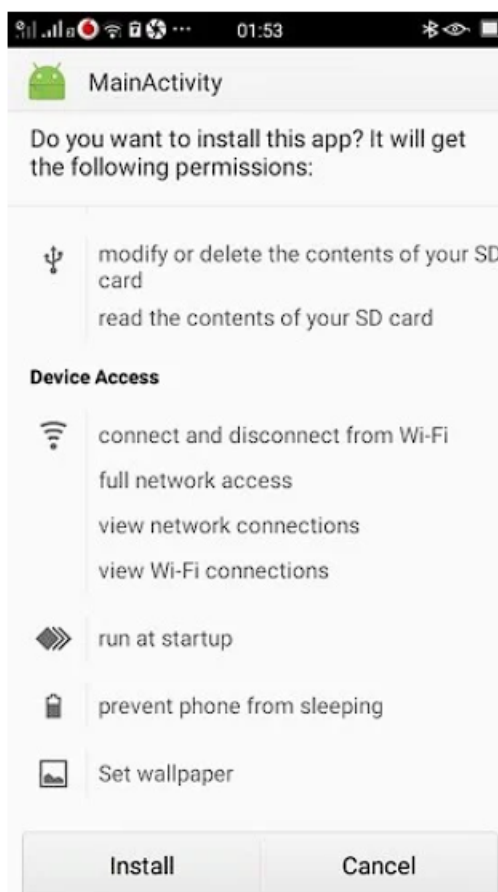 01:53
MainActivity
Do you want to install this app? It will get
the following permissions:
modify or delete the contents of your SD
card
read the contents of your SD card
Device Access
connect and disconnect from Wi-Fi
full network access
view network connections
view Wi-Fi connections
run at startup
prevent phone from sleeping
Set wallpaper
Install Cancel